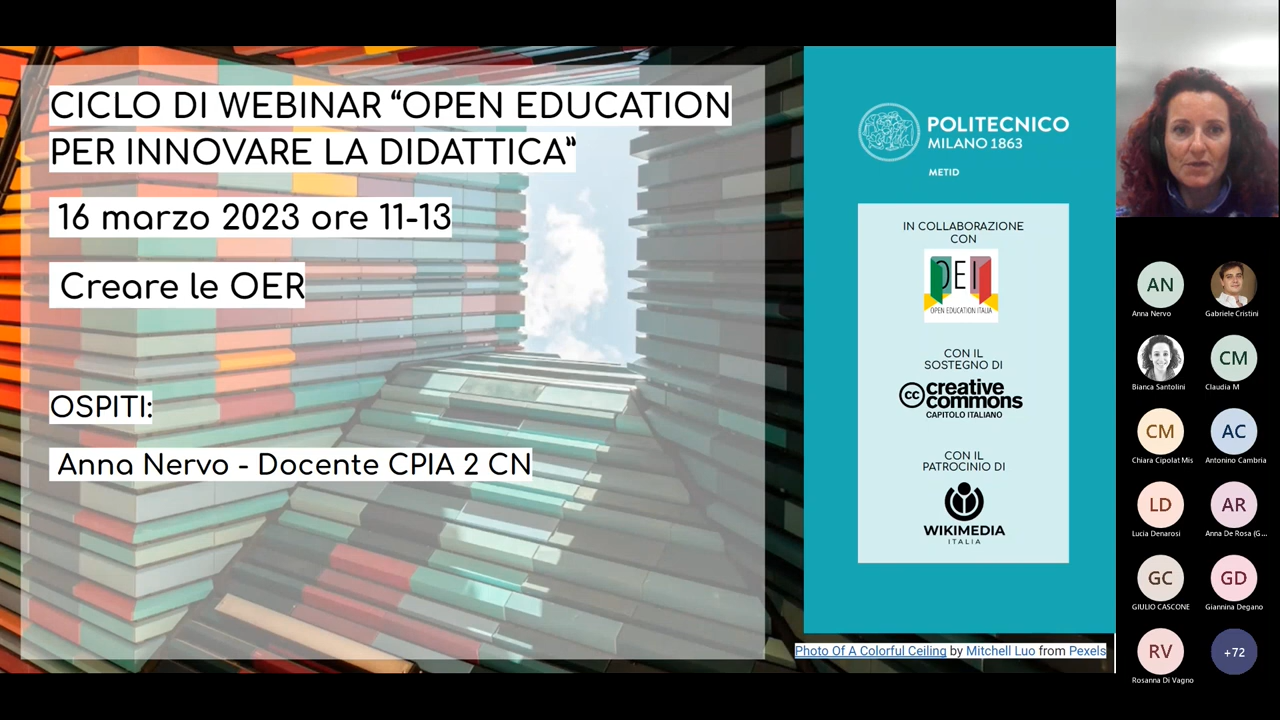 CICLO DI WEBINAR “OPEN EDUCATION
PER INNOVARE LA DIDATTICA”
16 marzo 2023 ore 11-13
Creare le OER
OSPITI:
Anna Nervo - Docente CPIA 2 CN
POLITECNICO
MILANO 1863
METID
IN COLLABORAZIONE
CON
OEI
OPEN EDUCATION ITALIA
CON IL
SOSTEGNO DI
cc creative
commons
CAPITOLO ITALIANO
CON IL
PATROCINIO DI
WIKIMEDIA
ITALIA
Photo Of A Colorful Ceiling by Mitchell Luo from Pexels
AN
Anna Nervo
Gabriele Cristini
Bianca Santolini
CM
Claudia M
CM
Chiara Cipolat Mis
AC
Antonino Cambria
LD
Lucia Denarosi
AR
Anna De Rosa (G...
GC
GIULIO CASCONE
GD
Giannina Degano
RV
Rosanna Di Vagno
+72